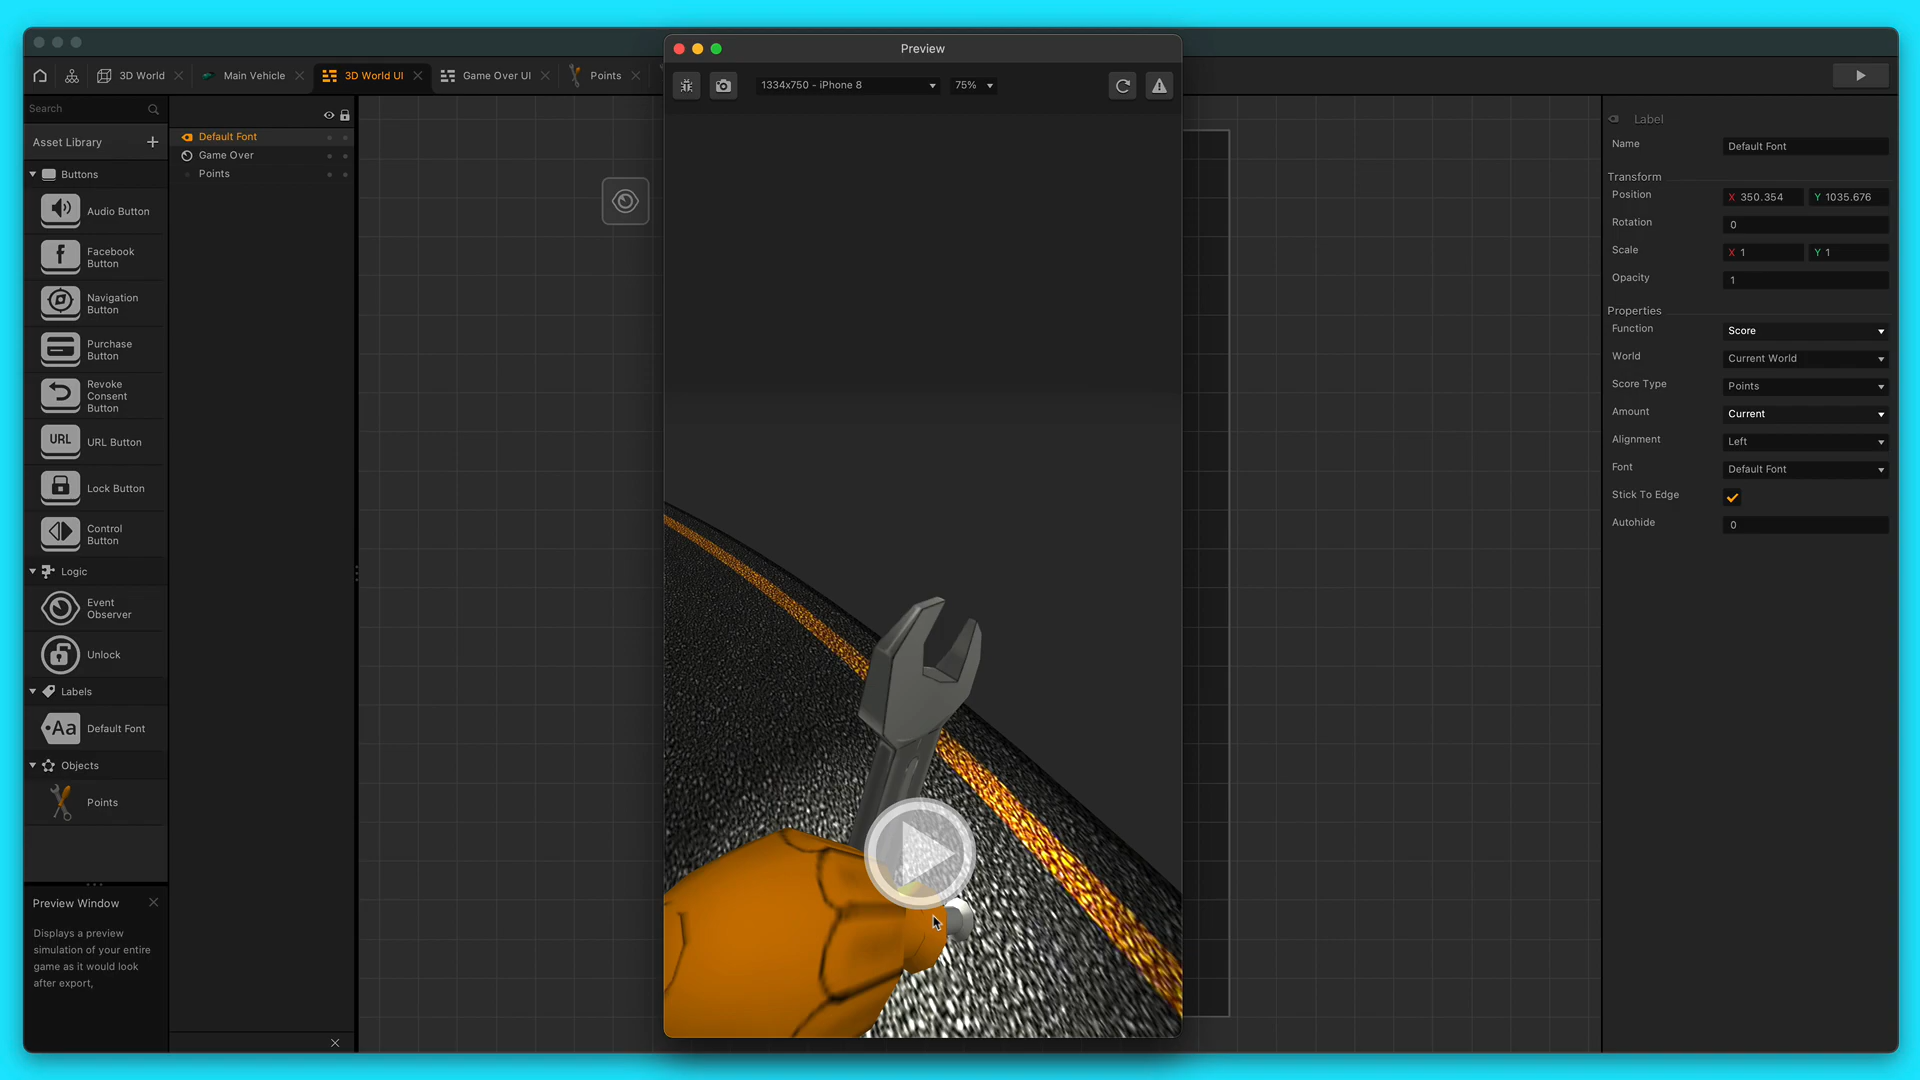 Preview
3D World
Main Vehicle
3D World UI
Game Over UI
Points
1334x750 - iPhone 8
75%
Search
Asset Library
Buttons
Audio Button
Facebook
Button
Navigation
Button
Purchase
Button
Revoke
Consent
Button
URL
URL Button
Lock Button
Control
Button
Logic
Event
Observer
Unlock
Labels
Aa
Default Font
Objects
Points
Preview Window
Displays a preview
simulation of your entire
game as it would look
after export,
Default Font
Game Over
Points
Label
Name
Default Font
Transform
Position
X 350.354
Y 1035.676
Rotation
0
Scale
X 1
Y 1
Opacity
1
Properties
Function
Score
World
Current World
Score Type
Points
Amount
Current
Alignment
Left
Font
Default Font
Stick To Edge
Autohide
0